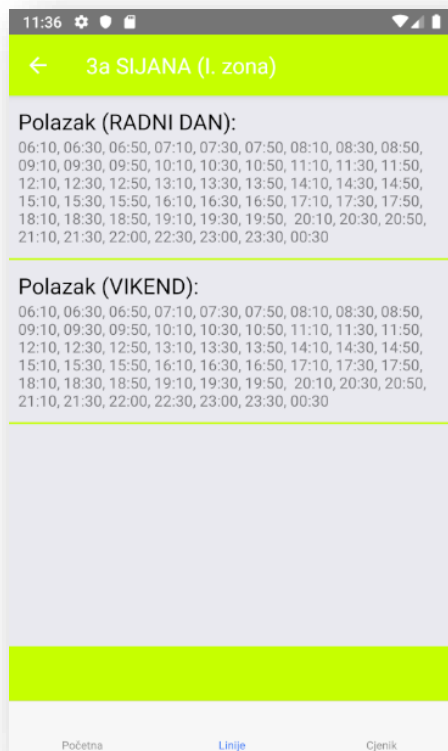 11:36
3a SIJANA (I. zona)
Polazak (RADNI DAN):
06:10, 06:30, 06:50, 07:10, 07:30, 07:50, 08:10, 08:30, 08:50,
09:10, 09:30, 09:50, 10:10, 10:30, 10:50, 11:10, 11:30, 11:50,
12:10, 12:30, 12:50, 13:10, 13:30, 13:50, 14:10, 14:30, 14:50,
15:10, 15:30, 15:50, 16:10, 16:30, 16:50, 17:10, 17:30, 17:50,
18:10, 18:30, 18:50, 19:10, 19:30, 19:50,  20:10, 20:30, 20:50,
21:10, 21:30, 22:00, 22:30, 23:00, 23:30, 00:30
Polazak (VIKEND):
06:10, 06:30, 06:50, 07:10, 07:30, 07:50, 08:10, 08:30, 08:50,
09:10, 09:30, 09:50, 10:10, 10:30, 10:50, 11:10, 11:30, 11:50,
12:10, 12:30, 12:50, 13:10, 13:30, 13:50, 14:10, 14:30, 14:50,
15:10, 15:30, 15:50, 16:10, 16:30, 16:50, 17:10, 17:30, 17:50,
18:10, 18:30, 18:50, 19:10, 19:30, 19:50,  20:10, 20:30, 20:50,
21:10, 21:30, 22:00, 22:30, 23:00, 23:30, 00:30
Početna Linije Cjenik